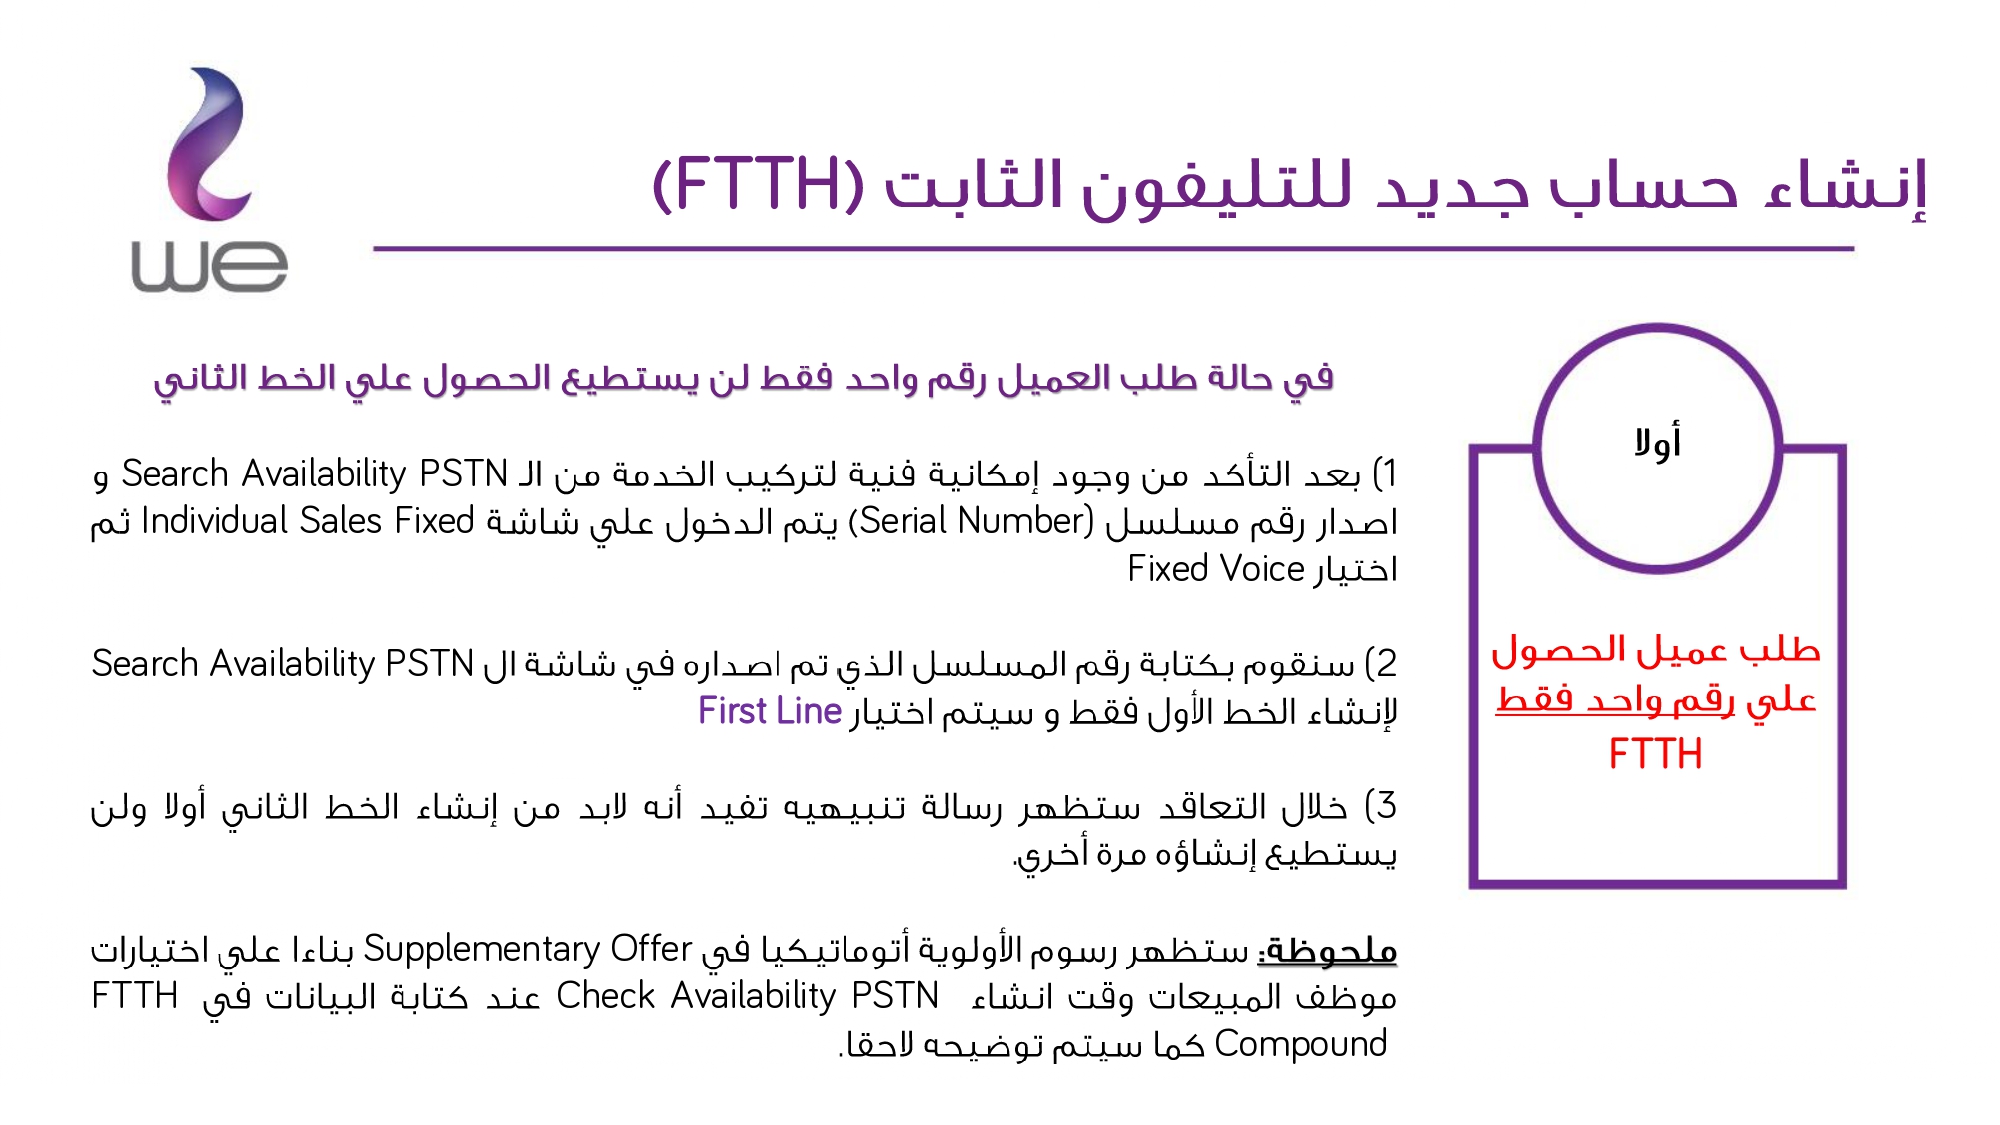 we
إنشاء حساب جديد للتليفون الثابت (FTTH)
أولا
طلب عميل الحصول
علي رقم واحد فقط
FTTH
في حالة طلب العميل رقم واحد فقط لن يستطيع الحصول علي الخط الثاني
1) بعد التأكد من وجود إمكانية فنية لتركيب الخدمة من الـ Search Availability PSTN و
اصدار رقم مسلسل (Serial Number) يتم الدخول علي شاشة Individual Sales Fixed ثم
اختيار Fixed Voice
2) سنقوم بكتابة رقم المسلسل الذي تم اصداره في شاشة ال Search Availability PSTN
لإنشاء الخط الأول فقط و سيتم اختيار First Line
3) خلال التعاقد ستظهر رسالة تنبيهيه تفيد أنه لابد من إنشاء الخط الثاني أولا ولن
يستطيع إنشاؤه مرة أخري.
ملحوظة: ستظهر رسوم الأولوية أتوماتيكيا في Supplementary Offer بناءا علي اختيارات
موظف المبيعات وقت انشاء Check Availability PSTN عند كتابة البيانات في FTTH
Compound كما سيتم توضيحه لاحقا.